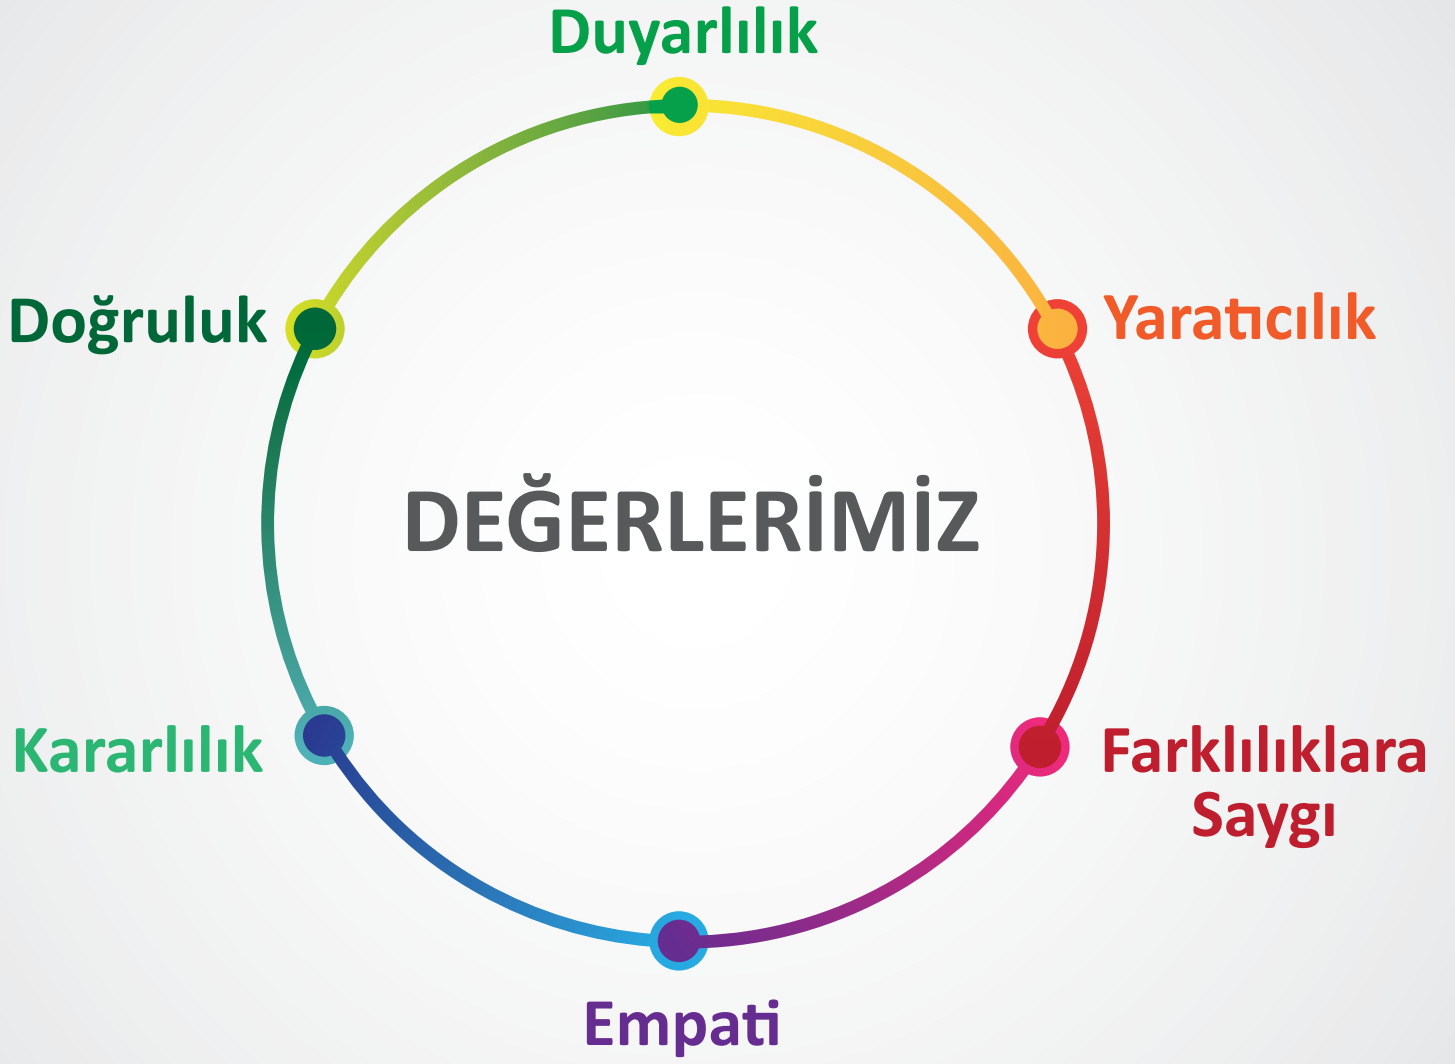 Duyarlılık
Doğruluk
Yaratıcılık
DEĞERLERİMİZ
Kararlılık
Farklılıklara
Saygı
Empati